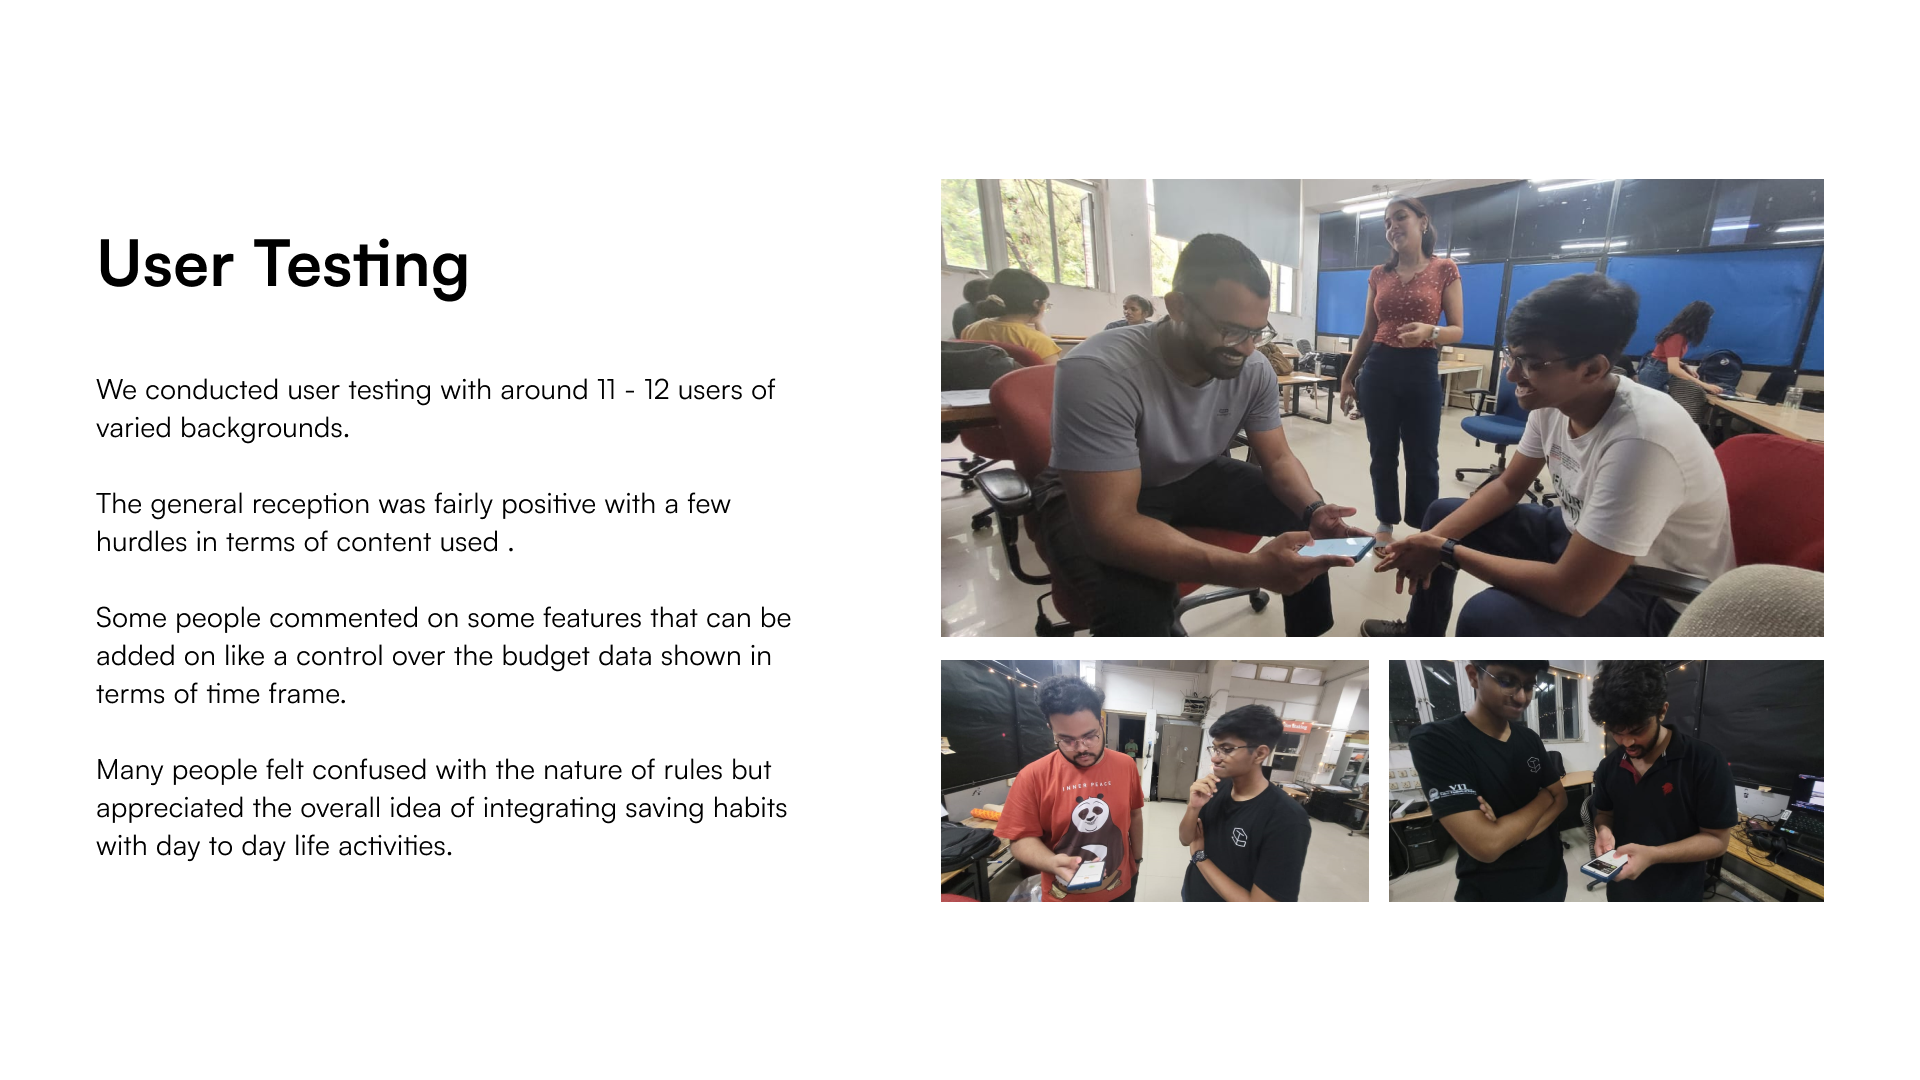 User Testing
We conducted user testing with around 11 - 12 users of
varied backgrounds.
The general reception was fairly positive with a few
hurdles in terms of content used .
Some people commented on some features that can be
added on like a control over the budget data shown in
terms of time frame.
Many people felt confused with the nature of rules but
appreciated the overall idea of integrating saving habits
with day to day life activities.
INNER PEACE